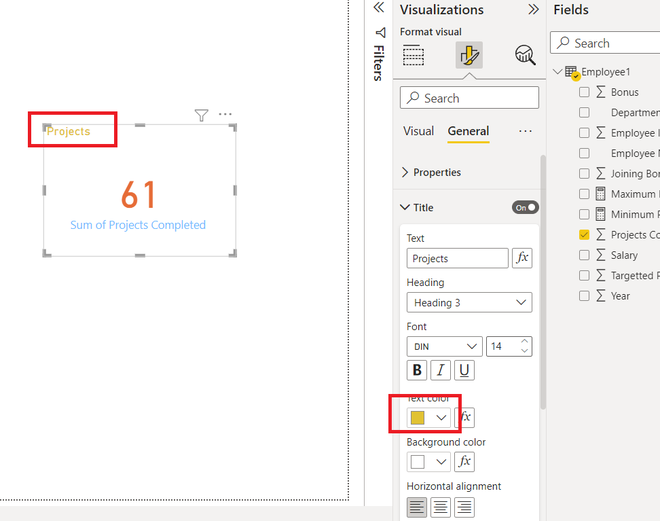 Visualizations
Fields
Format visual
Filters
Search
Search
Employee1
Bonus
Departmen
Employee I
Employee
Joining Bo
Maximum
Minimum
Projects Co
Salary
Targetted
Year
Visual
General
Properties
Title
On
Projects
61
Sum of Projects Completed
Text
Projects
fx
Heading
Heading 3
Font
DIN
14
B
I
U
Text color
fx
Background color
fx
Horizontal alignment